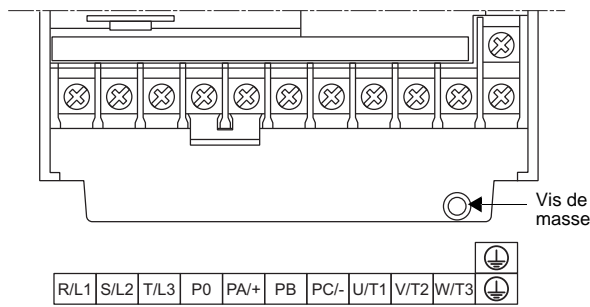 Vis de
masse
R/L1 S/L2 T/L3 P0 PA/+ PB PC/- U/T1 V/T2 W/T3